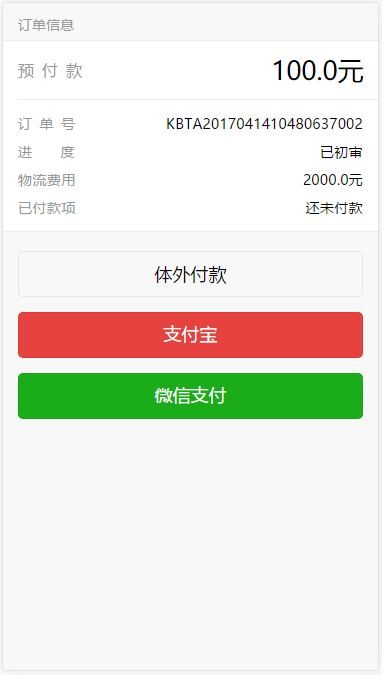 订单信息
预付款 100.0元
订单号 KBTA2017041410480637002
进度 已初审
物流费用 2000.0元
已付款项 还未付款
体外付款
支付宝
微信支付